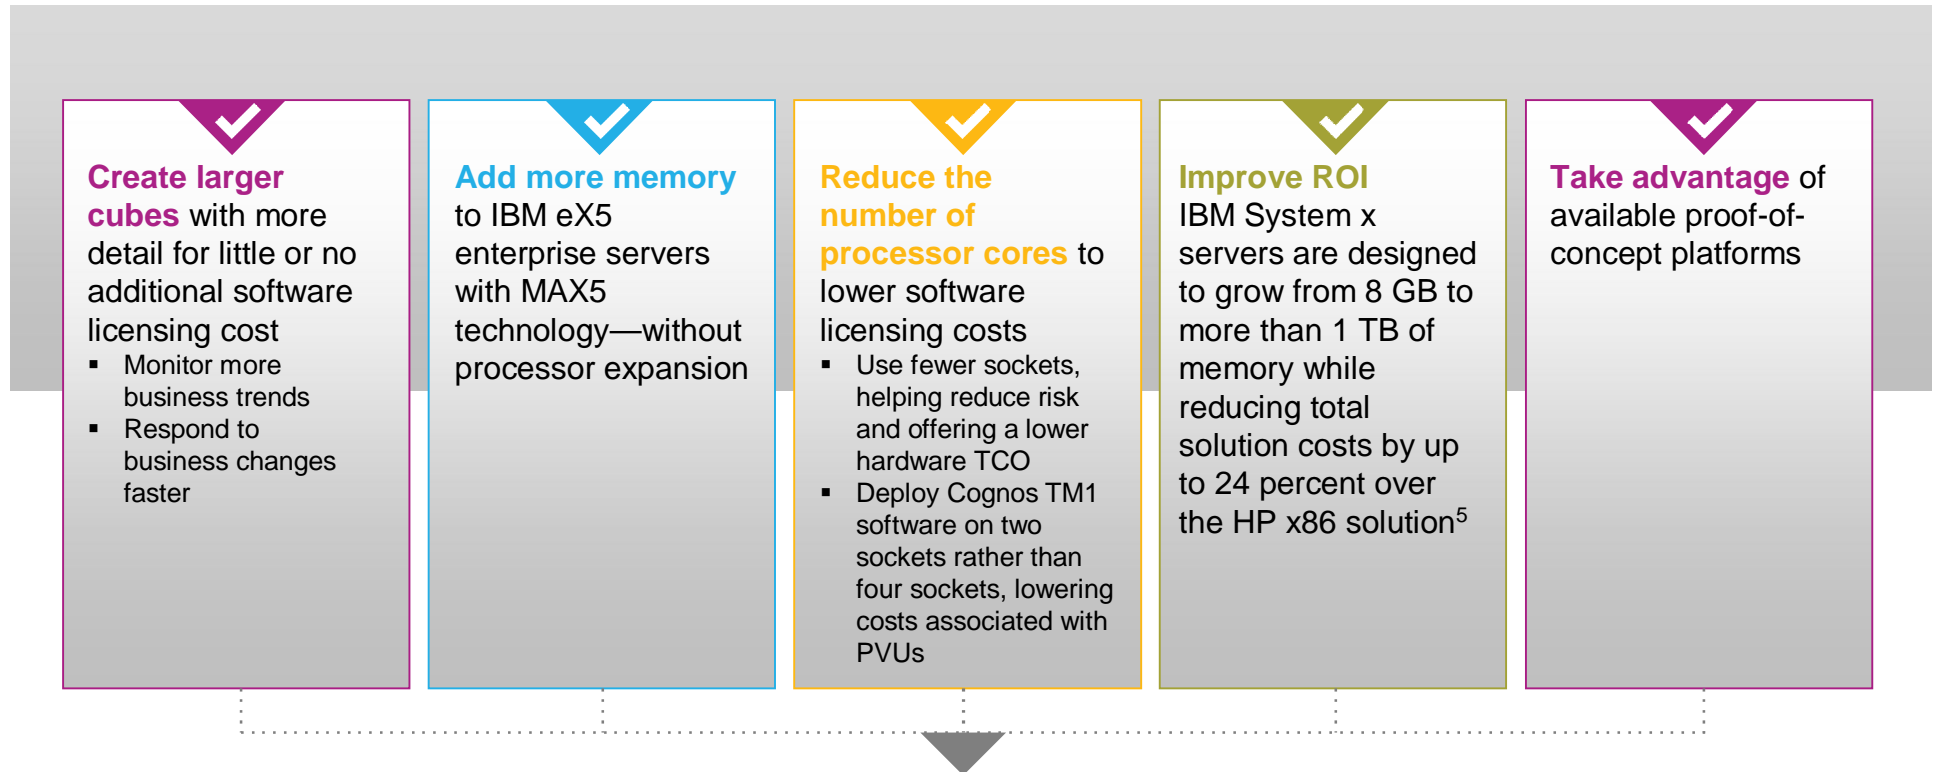 Create larger
cubes with more
detail for little or no
additional software
licensing cost
▪ Monitor more
business trends
▪ Respond to
business changes
faster
Add more memory
to IBM eX5
enterprise servers
with MAX5
technology—without
processor expansion
Reduce the
number of
processor cores to
lower software
licensing costs
▪ Use fewer sockets,
helping reduce risk
and offering a lower
hardware TCO
▪ Deploy Cognos TM1
software on two
sockets rather than
four sockets, lowering
costs associated with
PVUs
Improve ROI
IBM System x
servers are designed
to grow from 8 GB to
more than 1 TB of
memory while
reducing total
solution costs by up
to 24 percent over
the HP x86 solution⁵
Take advantage of
available proof-of-
concept platforms